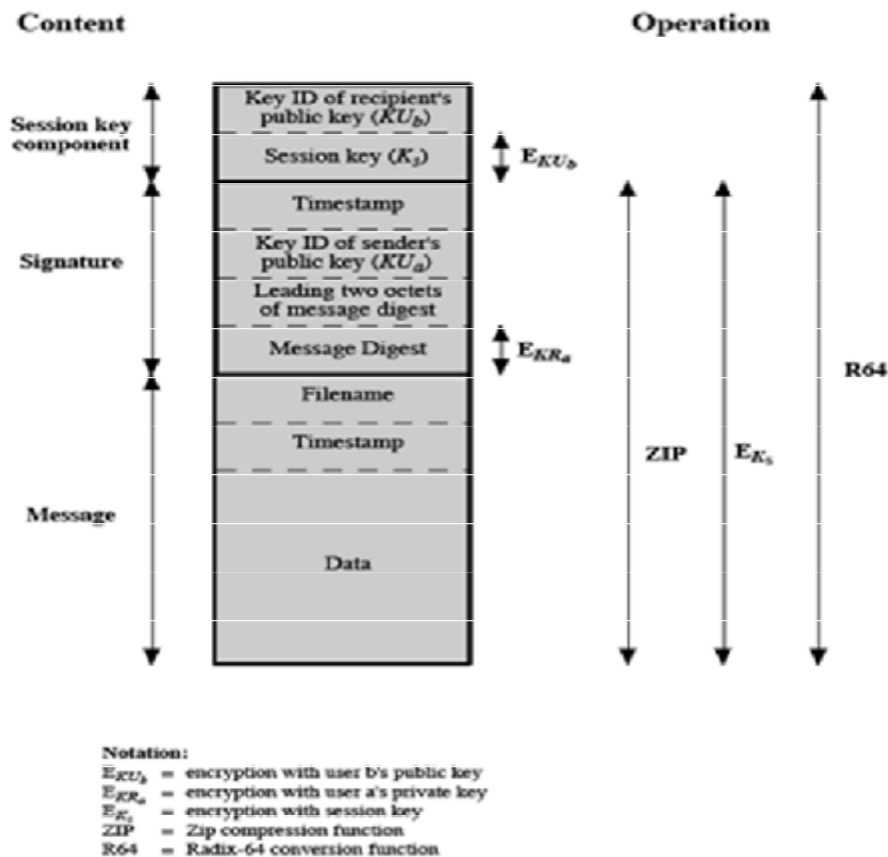 Content
Operation
Session key
component
Key ID of recipient's
public key (KUb)
Session key (Ks)
EKUb
Signature
Timestamp
Key ID of sender's
public key (KUa)
Leading two octets
of message digest
Message Digest
EKRa
R64
Message
Filename
Timestamp
ZIP
EKs
Data
Notation:
EKUb = encryption with user b's public key
EKRa = encryption with user a's private key
EKs = encryption with session key
ZIP = Zip compression function
R64 = Radix-64 conversion function